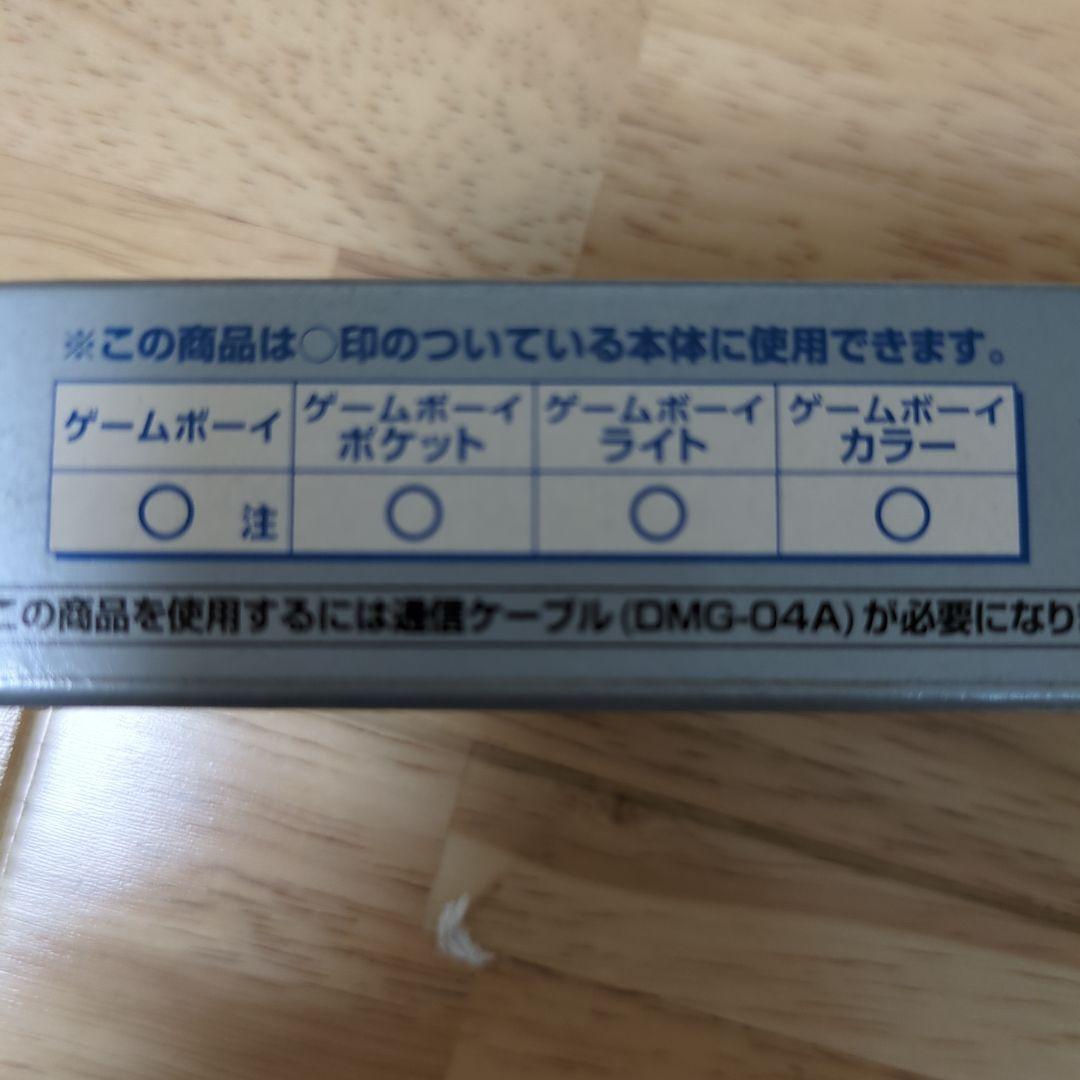 ※この商品は○印のついている本体に使用できます。
ゲームボーイ ゲームボーイポケット ゲームボーイライト ゲームボーイカラー
○ 注 ○ ○ ○
この商品を使用するには通信ケーブル(DMG-04A)が必要になり